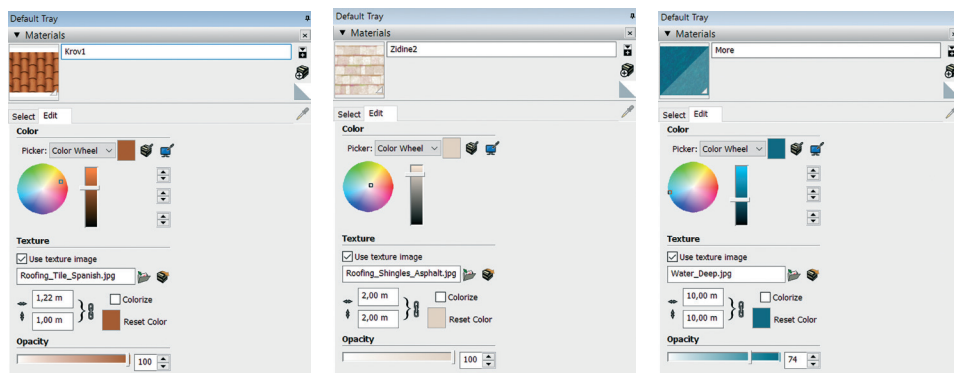 Default Tray
Materials
Krov1
Select Edit
Color
Picker: Color Wheel
Texture
Use texture image
Roofing_Tile_Spanish.jpg
1,22 m
Colorize
1,00 m
Reset Color
Opacity
100
Default Tray
Materials
Zidine2
Select Edit
Color
Picker: Color Wheel
Texture
Use texture image
Roofing_Shingles_Asphalt.jpg
2,00 m
Colorize
2,00 m
Reset Color
Opacity
100
Default Tray
Materials
More
Select Edit
Color
Picker: Color Wheel
Texture
Use texture image
Water_Deep.jpg
10,00 m
Colorize
10,00 m
Reset Color
Opacity
74